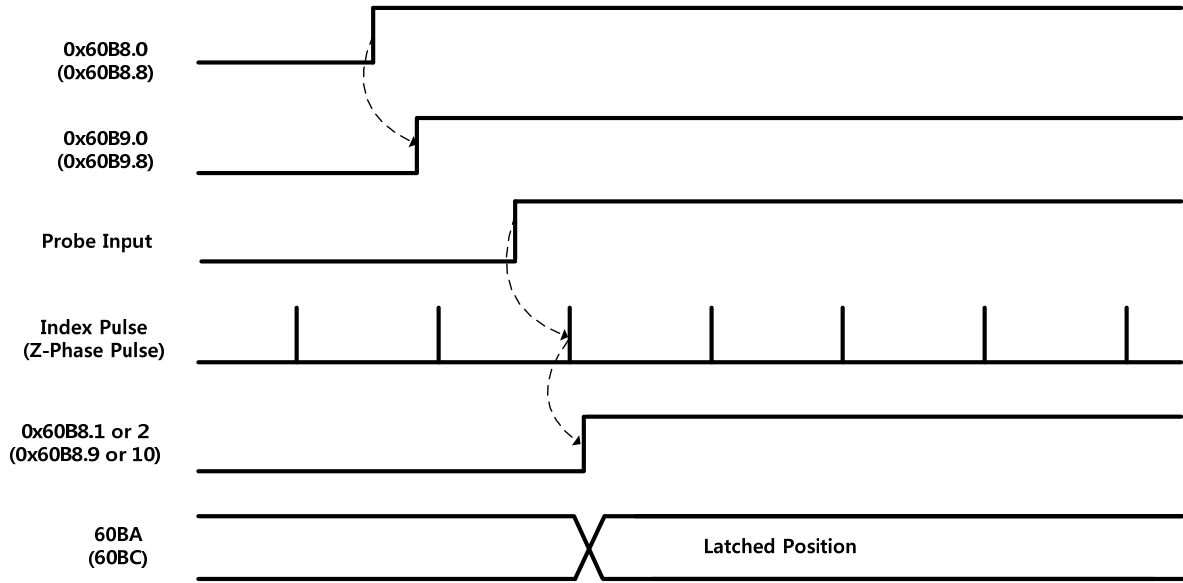 0x60B8.0
(0x60B8.8)
0x60B9.0
(0x60B9.8)
Probe Input
Index Pulse
(Z-Phase Pulse)
0x60B8.1 or 2
(0x60B8.9 or 10)
60BA
(60BC)
Latched Position